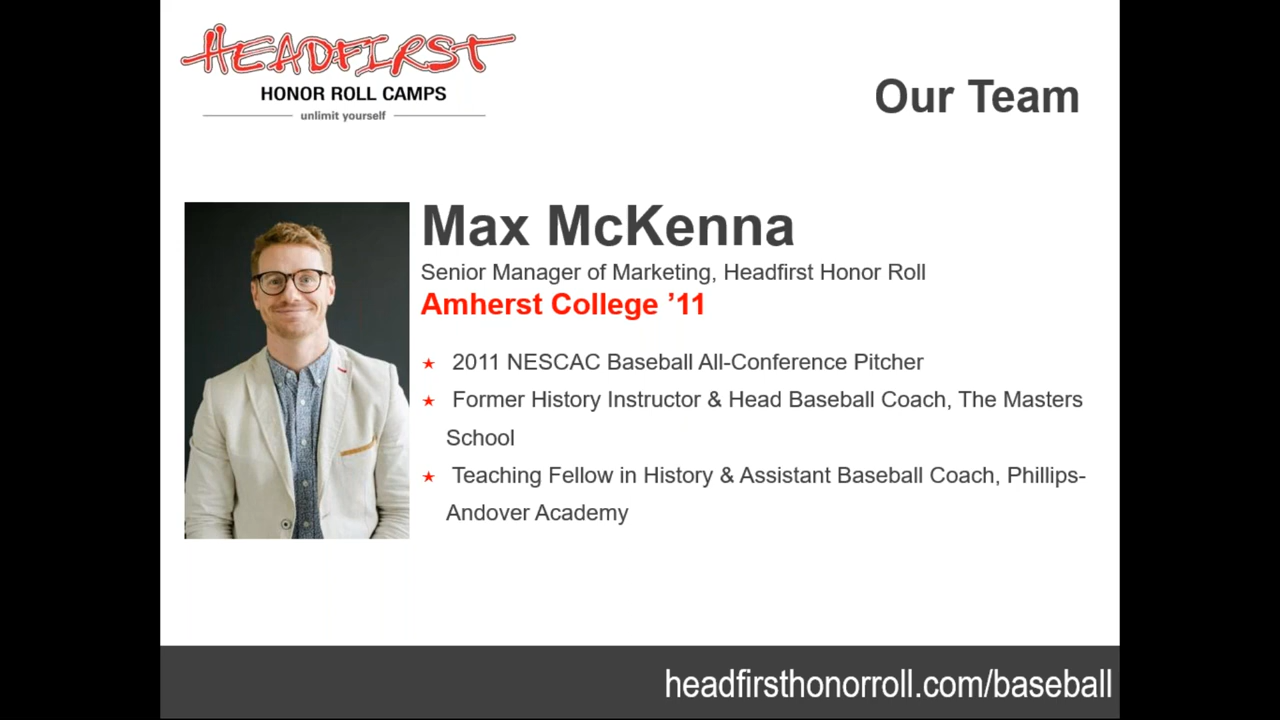 HEADFIRST
HONOR ROLL CAMPS
unlimit yourself
Our Team
Max McKenna
Senior Manager of Marketing, Headfirst Honor Roll
Amherst College ’11
★ 2011 NESCAC Baseball All-Conference Pitcher
★ Former History Instructor & Head Baseball Coach, The Masters
School
★ Teaching Fellow in History & Assistant Baseball Coach, Phillips-
Andover Academy
headfirsthonorroll.com/baseball